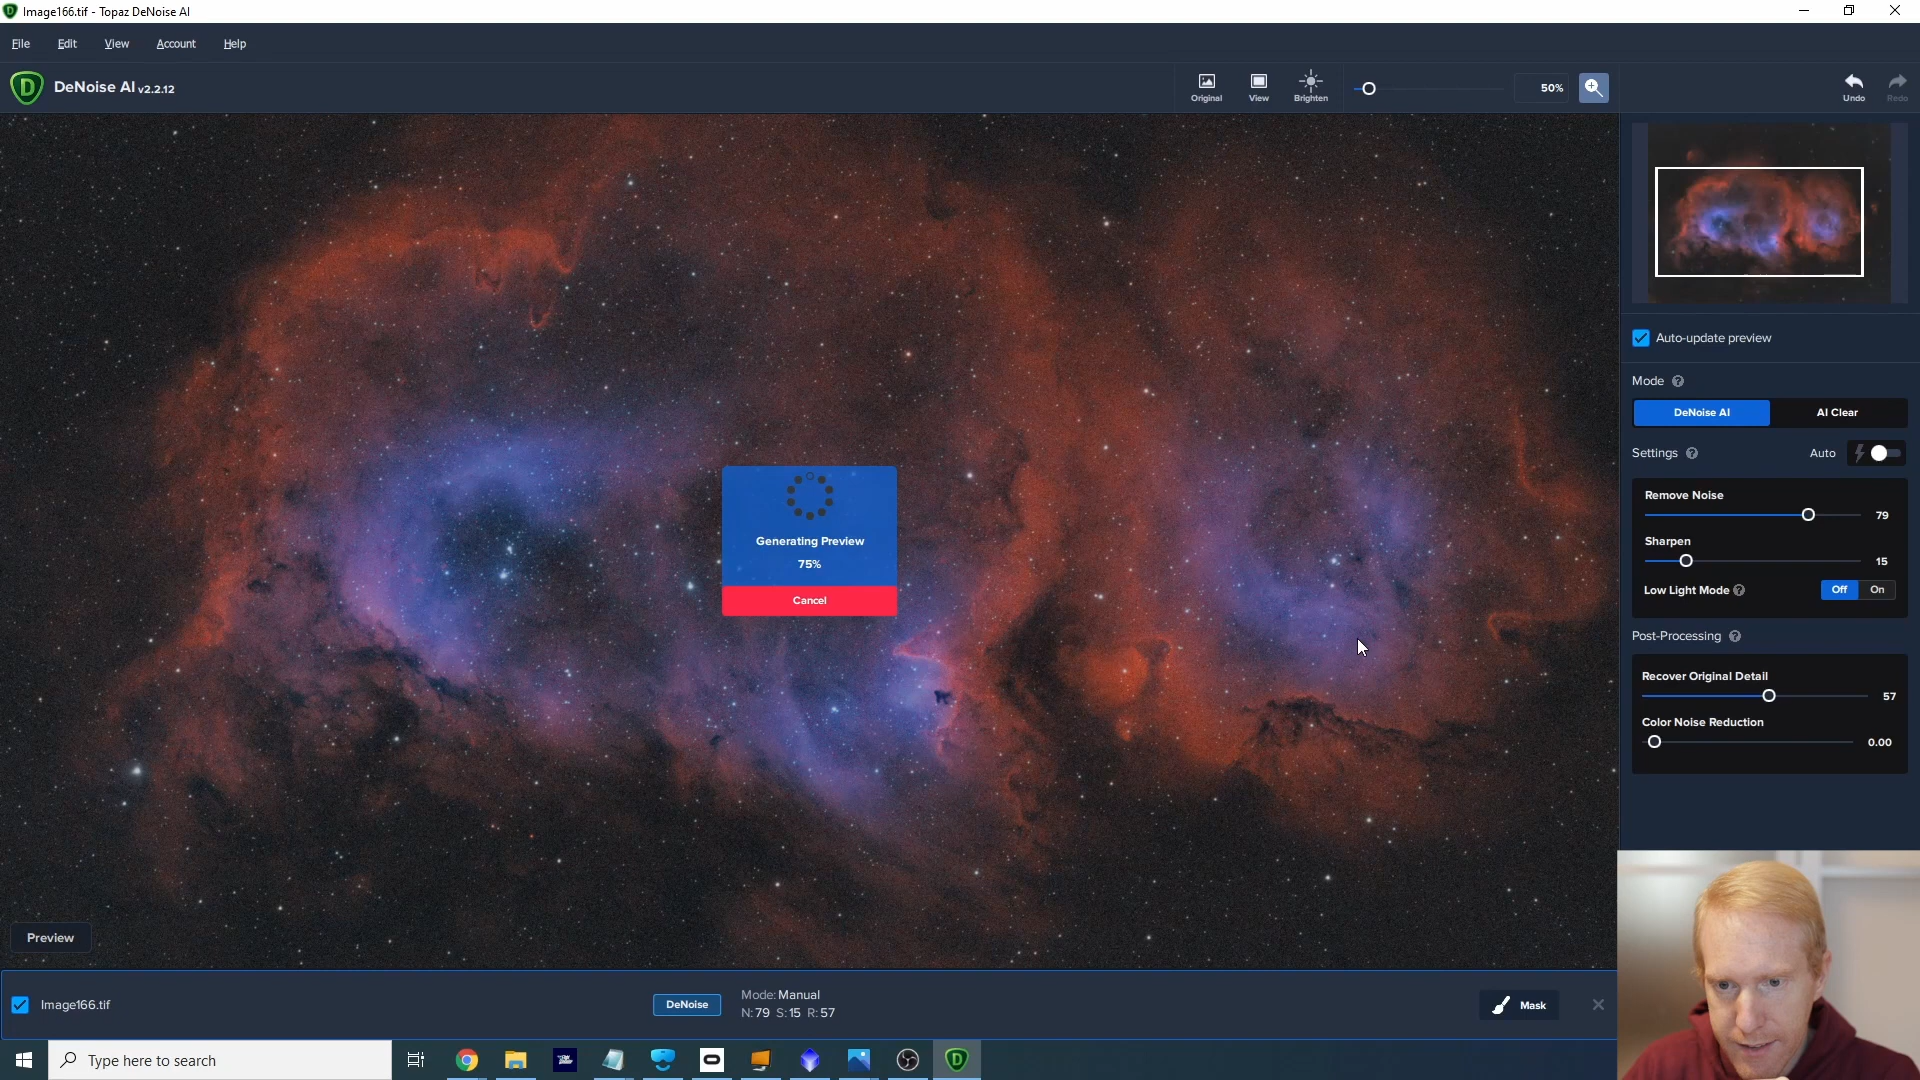 Image166.tif - Topaz DeNoise AI
File Edit View Account Help
DeNoise AI v2.2.12
Original View Brighten 50% Undo Redo
Auto-update preview
Mode
DeNoise AI AI Clear
Settings Auto
Remove Noise
79
Sharpen
15
Low Light Mode Off On
Post-Processing
Recover Original Detail
57
Color Noise Reduction
0.00
Generating Preview
75%
Cancel
Preview
Image166.tif
DeNoise
Mode: Manual
N: 79 S: 15 R: 57
Mask
Type here to search